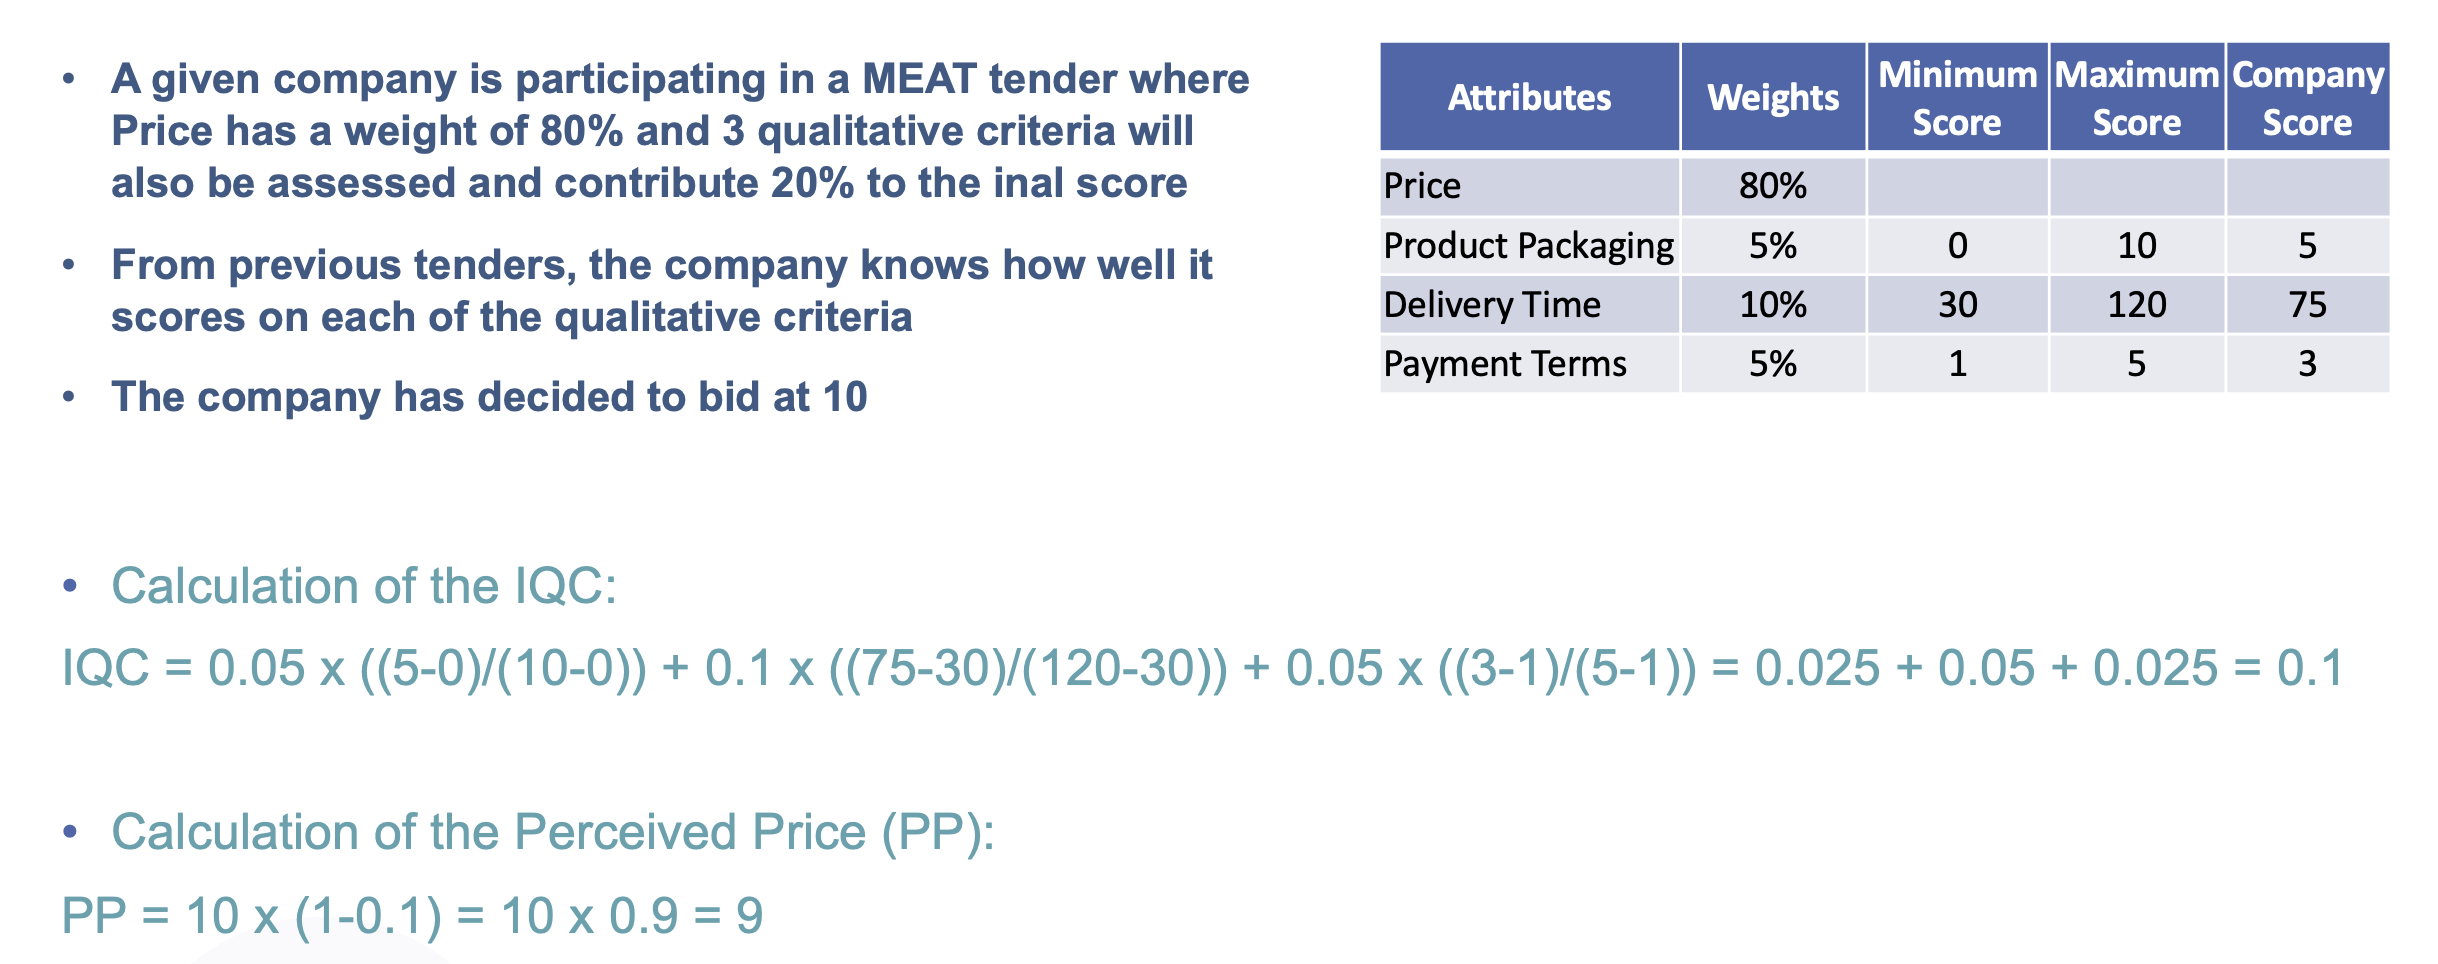 • A given company is participating in a MEAT tender where
Price has a weight of 80% and 3 qualitative criteria will
also be assessed and contribute 20% to the inal score
• From previous tenders, the company knows how well it
scores on each of the qualitative criteria
• The company has decided to bid at 10
Attributes Weights Minimum Score Maximum Score Company Score
Price 80%
Product Packaging 5% 0 10 5
Delivery Time 10% 30 120 75
Payment Terms 5% 1 5 3
• Calculation of the IQC:
IQC = 0.05 x ((5-0)/(10-0)) + 0.1 x ((75-30)/(120-30)) + 0.05 x ((3-1)/(5-1)) = 0.025 + 0.05 + 0.025 = 0.1
• Calculation of the Perceived Price (PP):
PP = 10 x (1-0.1) = 10 x 0.9 = 9